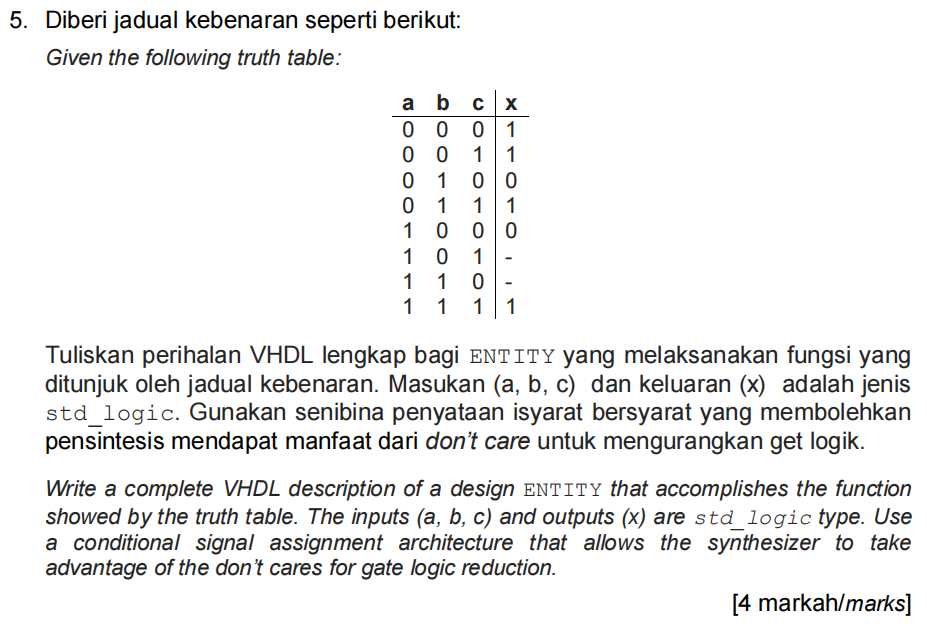 5. Diberi jadual kebenaran seperti berikut:
Given the following truth table:
a b c x
0 0 0 1
0 0 1 1
0 1 0 0
0 1 1 1
1 0 0 0
1 0 1 -
1 1 0 -
1 1 1 1
Tuliskan perihalan VHDL lengkap bagi ENTITY yang melaksanakan fungsi yang
ditunjuk oleh jadual kebenaran. Masukan (a, b, c) dan keluaran (x) adalah jenis
std_logic. Gunakan senibina penyataan isyarat bersyarat yang membolehkan
pensintesis mendapat manfaat dari don't care untuk mengurangkan get logik.
Write a complete VHDL description of a design ENTITY that accomplishes the function
showed by the truth table. The inputs (a, b, c) and outputs (x) are std_logic type. Use
a conditional signal assignment architecture that allows the synthesizer to take
advantage of the don't cares for gate logic reduction.
[4 markah/marks]